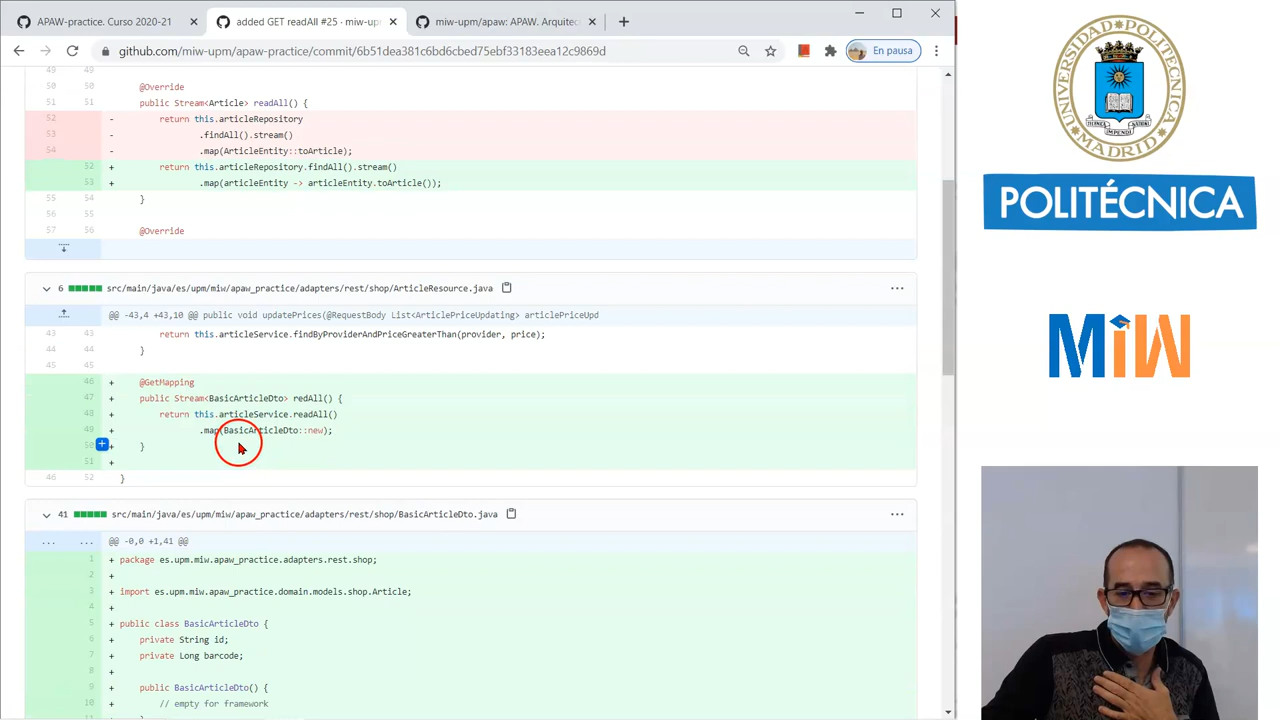 APAW-practice. Curso 2020-21
added GET readAll #25 · miw-up
miw-upm/apaw: APAW. Arquitec
github.com/miw-upm/apaw-practice/commit/6b51dea381c6bd6cbed75ebf33183eea12c9869d
En pausa
49 49
50 50 @Override
51 51 public Stream<Article> readAll() {
52 - return this.articleRepository
53 - .findAll().stream()
54 - .map(ArticleEntity::toArticle);
52 + return this.articleRepository.findAll().stream()
53 + .map(articleEntity -> articleEntity.toArticle());
55 54 }
56 55
57 56 @Override
6 src/main/java/es/upm/miw/apaw_practice/adapters/rest/shop/ArticleResource.java
@@ -43,4 +43,10 @@ public void updatePrices(@RequestBody List<ArticlePriceUpdating> articlePriceUpd
43 43 return this.articleService.findByProviderAndPriceGreaterThan(provider, price);
44 44 }
45 45
46 + @GetMapping
47 + public Stream<BasicArticleDto> redAll() {
48 + return this.articleService.readAll()
49 + .map(BasicArticleDto::new);
50 + }
51 +
46 52 }
41 src/main/java/es/upm/miw/apaw_practice/adapters/rest/shop/BasicArticleDto.java
... ... @@ -0,0 +1,41 @@
1 + package es.upm.miw.apaw_practice.adapters.rest.shop;
2 +
3 + import es.upm.miw.apaw_practice.domain.models.shop.Article;
4 +
5 + public class BasicArticleDto {
6 + private String id;
7 + private Long barcode;
8 +
9 + public BasicArticleDto() {
10 + // empty for framework
UNIVERSIDAD POLITÉCNICA
DE MADRID
POLITÉCNICA
MiW